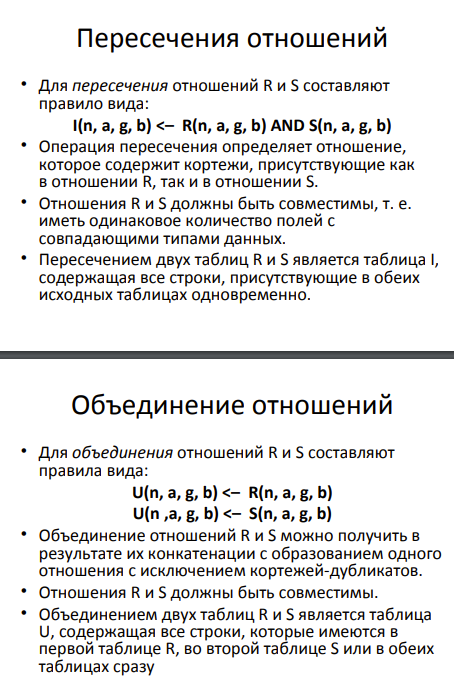 Пересечения отношений
• Для пересечения отношений R и S составляют
правило вида:
I(n, a, g, b) <– R(n, a, g, b) AND S(n, a, g, b)
• Операция пересечения определяет отношение,
которое содержит кортежи, присутствующие как
в отношении R, так и в отношении S.
• Отношения R и S должны быть совместимы, т. е.
иметь одинаковое количество полей с
совпадающими типами данных.
• Пересечением двух таблиц R и S является таблица I,
содержащая все строки, присутствующие в обеих
исходных таблицах одновременно.
Объединение отношений
• Для объединения отношений R и S составляют
правила вида:
U(n, a, g, b) <– R(n, a, g, b)
U(n ,a, g, b) <– S(n, a, g, b)
• Объединение отношений R и S можно получить в
результате их конкатенации с образованием одного
отношения с исключением кортежей-дубликатов.
• Отношения R и S должны быть совместимы.
• Объединением двух таблиц R и S является таблица
U, содержащая все строки, которые имеются в
первой таблице R, во второй таблице S или в обеих
таблицах сразу